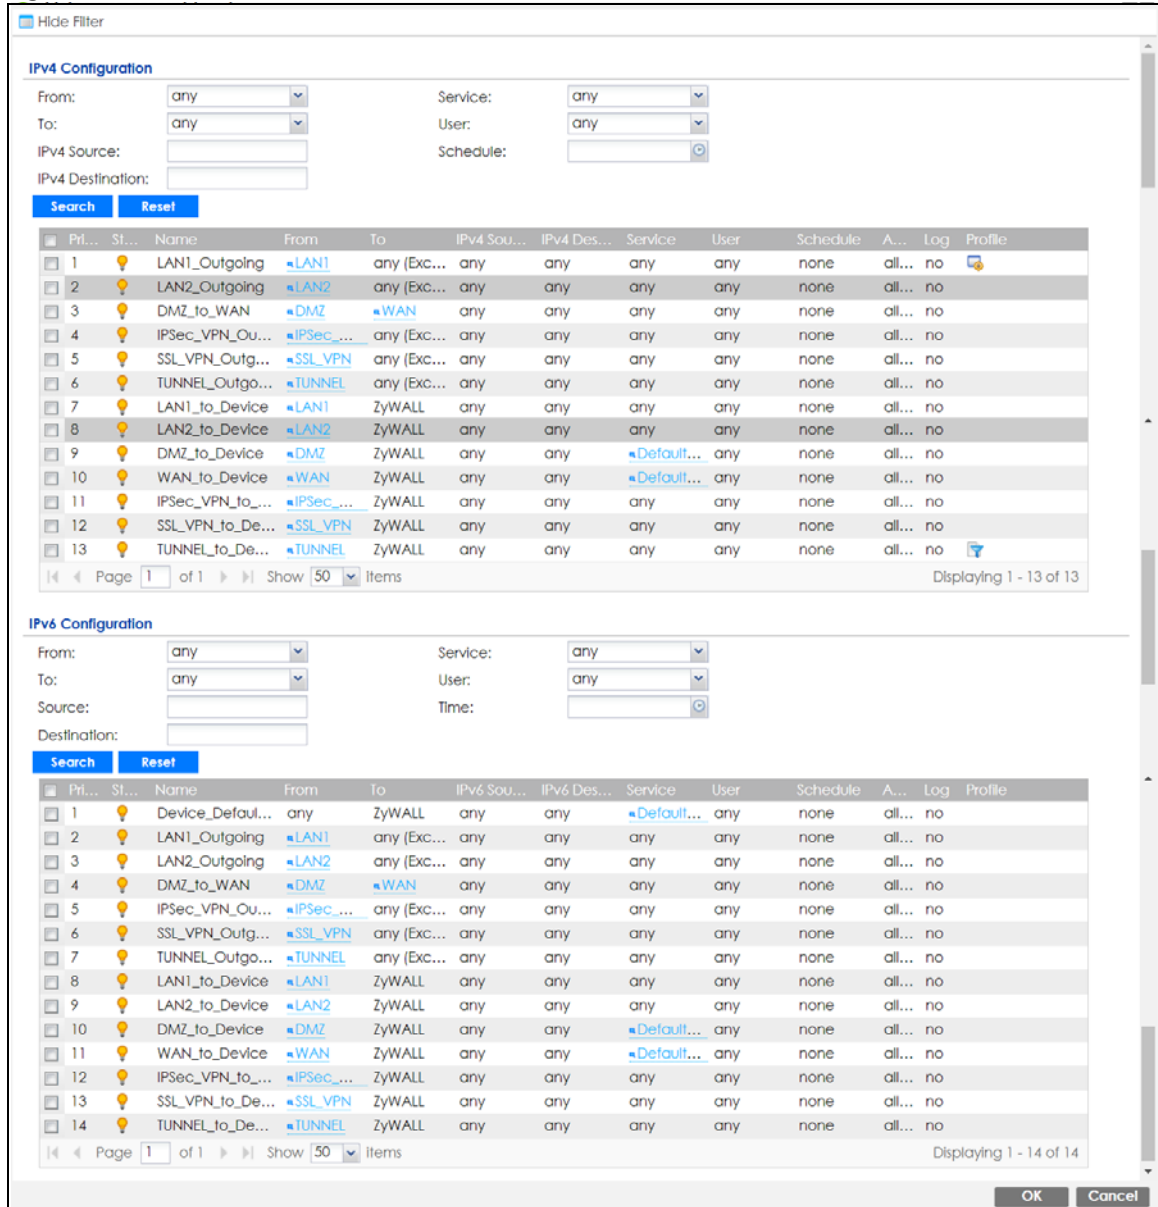 Hide Filter
IPv4 Configuration
From: any Service: any
To: any User: any
IPv4 Source: Schedule:
IPv4 Destination:
Search Reset
Pri... St... Name From To IPv4 Sou... IPv4 Des... Service User Schedule A... Log Profile
1 LAN1_Outgoing LAN1 any (Exc... any any any any none all... no
2 LAN2_Outgoing LAN2 any (Exc... any any any any none all... no
3 DMZ_to_WAN DMZ WAN any any any any none all... no
4 IPSec_VPN_Ou... IPSec_... any (Exc... any any any any none all... no
5 SSL_VPN_Outg... SSL_VPN any (Exc... any any any any none all... no
6 TUNNEL_Outgo... TUNNEL any (Exc... any any any any none all... no
7 LAN1_to_Device LAN1 ZyWALL any any any any none all... no
8 LAN2_to_Device LAN2 ZyWALL any any any any none all... no
9 DMZ_to_Device DMZ ZyWALL any any Default... any none all... no
10 WAN_to_Device WAN ZyWALL any any Default... any none all... no
11 IPSec_VPN_to_... IPSec_... ZyWALL any any any any none all... no
12 SSL_VPN_to_De... SSL_VPN ZyWALL any any any any none all... no
13 TUNNEL_to_De... TUNNEL ZyWALL any any any any none all... no
Page 1 of 1 Show 50 Items Displaying 1 - 13 of 13
IPv6 Configuration
From: any Service: any
To: any User: any
Source: Time:
Destination:
Search Reset
Pri... St... Name From To IPv6 Sou... IPv6 Des... Service User Schedule A... Log Profile
1 Device_Defaul... any ZyWALL any any Default... any none all... no
2 LAN1_Outgoing LAN1 any (Exc... any any any any none all... no
3 LAN2_Outgoing LAN2 any (Exc... any any any any none all... no
4 DMZ_to_WAN DMZ WAN any any any any none all... no
5 IPSec_VPN_Ou... IPSec_... any (Exc... any any any any none all... no
6 SSL_VPN_Outg... SSL_VPN any (Exc... any any any any none all... no
7 TUNNEL_Outgo... TUNNEL any (Exc... any any any any none all... no
8 LAN1_to_Device LAN1 ZyWALL any any any any none all... no
9 LAN2_to_Device LAN2 ZyWALL any any any any none all... no
10 DMZ_to_Device DMZ ZyWALL any any Default... any none all... no
11 WAN_to_Device WAN ZyWALL any any Default... any none all... no
12 IPSec_VPN_to_... IPSec_... ZyWALL any any any any none all... no
13 SSL_VPN_to_De... SSL_VPN ZyWALL any any any any none all... no
14 TUNNEL_to_De... TUNNEL ZyWALL any any any any none all... no
Page 1 of 1 Show 50 Items Displaying 1 - 14 of 14
OK Cancel